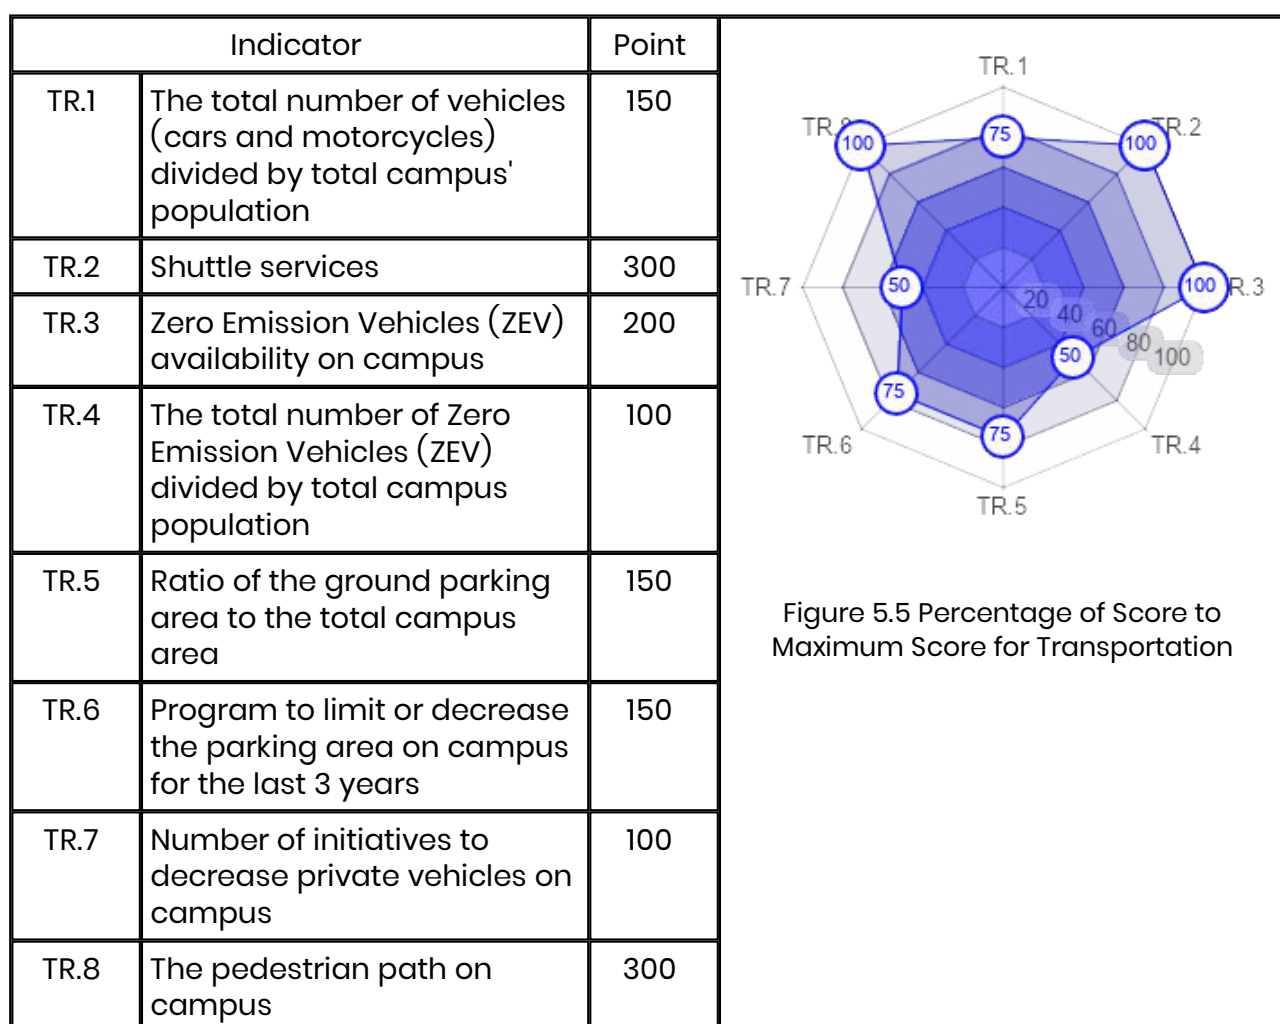 Indicator
Point
TR.1
The total number of vehicles
(cars and motorcycles)
divided by total campus'
population
150
TR.2
Shuttle services
300
TR.3
Zero Emission Vehicles (ZEV)
availability on campus
200
TR.4
The total number of Zero
Emission Vehicles (ZEV)
divided by total campus
population
100
TR.5
Ratio of the ground parking
area to the total campus
area
150
TR.6
Program to limit or decrease
the parking area on campus
for the last 3 years
150
TR.7
Number of initiatives to
decrease private vehicles on
campus
100
TR.8
The pedestrian path on
campus
300
TR.1
TR.8
100
75
100
TR.2
TR.7
50
100
R.3
20
40
60
80
100
50
75
75
TR.6
TR.4
TR.5
Figure 5.5 Percentage of Score to
Maximum Score for Transportation